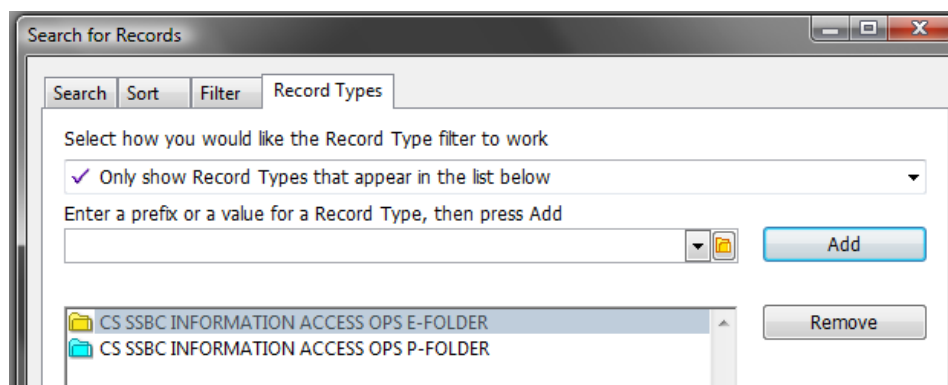 Search for Records
Search Sort Filter Record Types
Select how you would like the Record Type filter to work
Only show Record Types that appear in the list below
Enter a prefix or a value for a Record Type, then press Add
Add
CS SSBC INFORMATION ACCESS OPS E-FOLDER
Remove
CS SSBC INFORMATION ACCESS OPS P-FOLDER